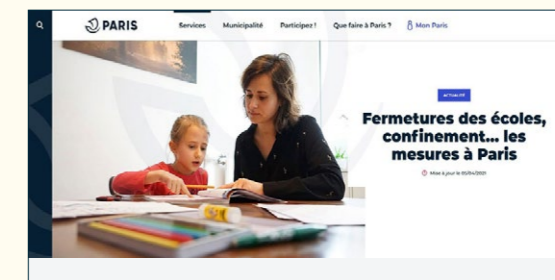 PARIS
Services
Municipalité
Participez !
Que faire à Paris ?
Mon Paris
ACTUALITÉ
Fermetures des écoles,
confinement... les
mesures à Paris
Mise à jour le 05/04/2021